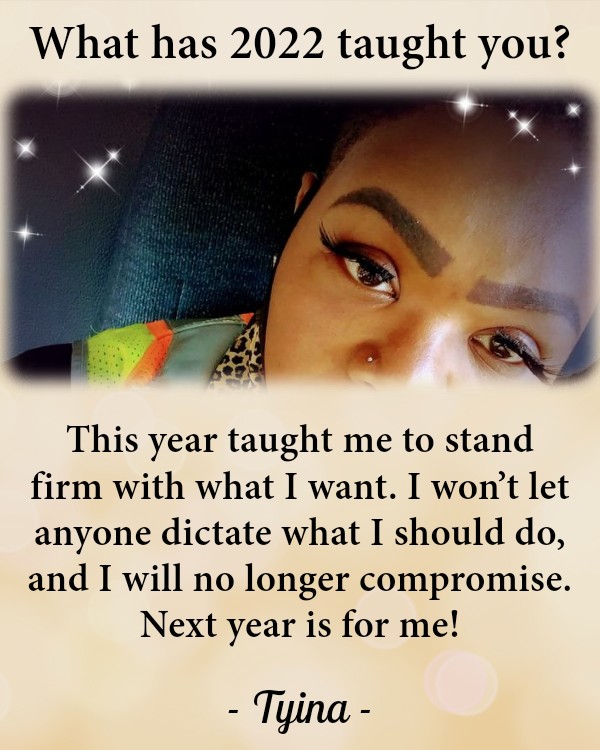 What has 2022 taught you?
This year taught me to stand
firm with what I want. I won’t let
anyone dictate what I should do,
and I will no longer compromise.
Next year is for me!
- Tyina -